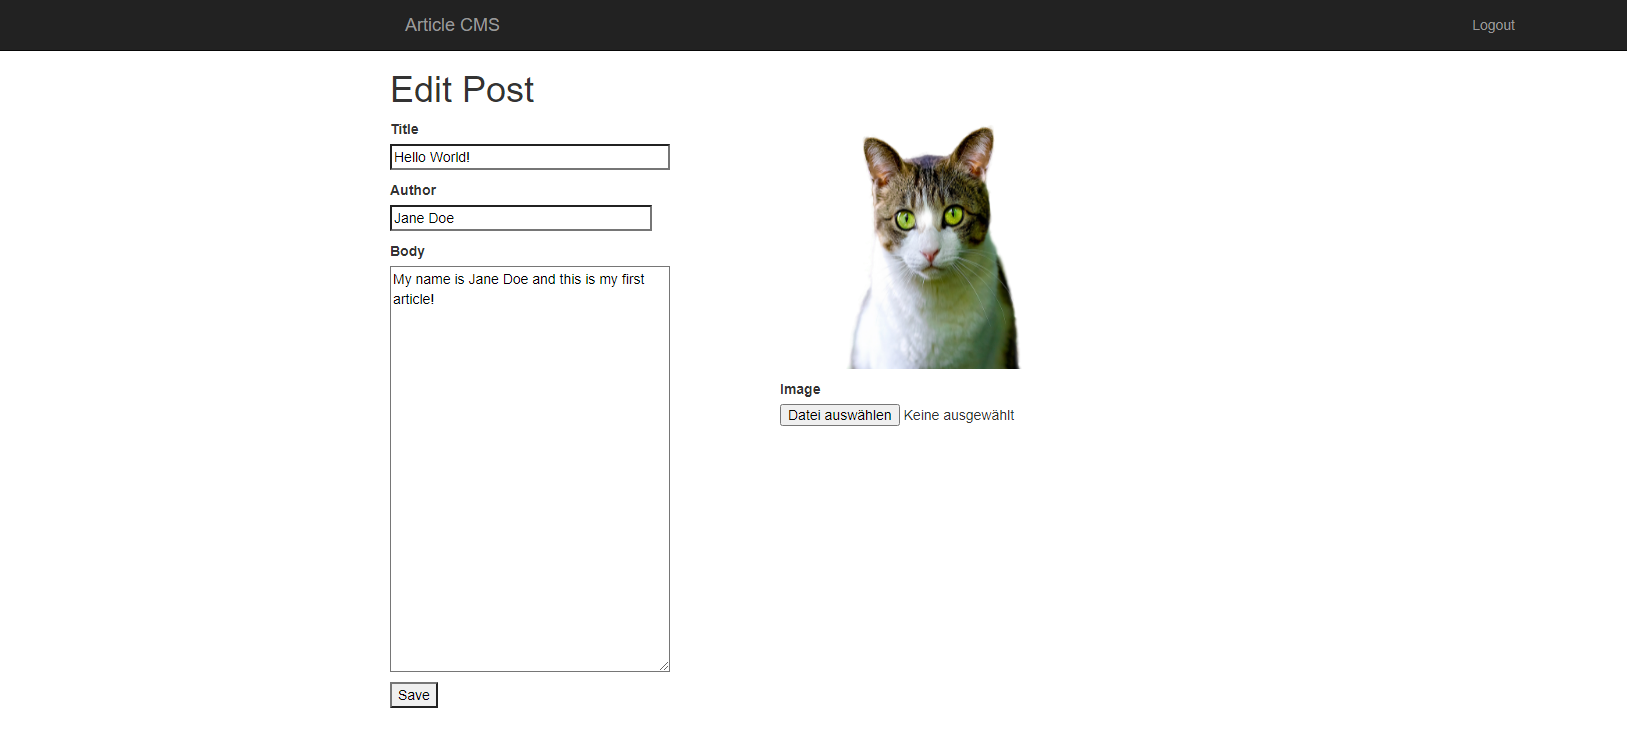 Article CMS
Logout
Edit Post
Title
Hello World!
Author
Jane Doe
Body
My name is Jane Doe and this is my first
article!
Image
Datei auswählen Keine ausgewählt
Save